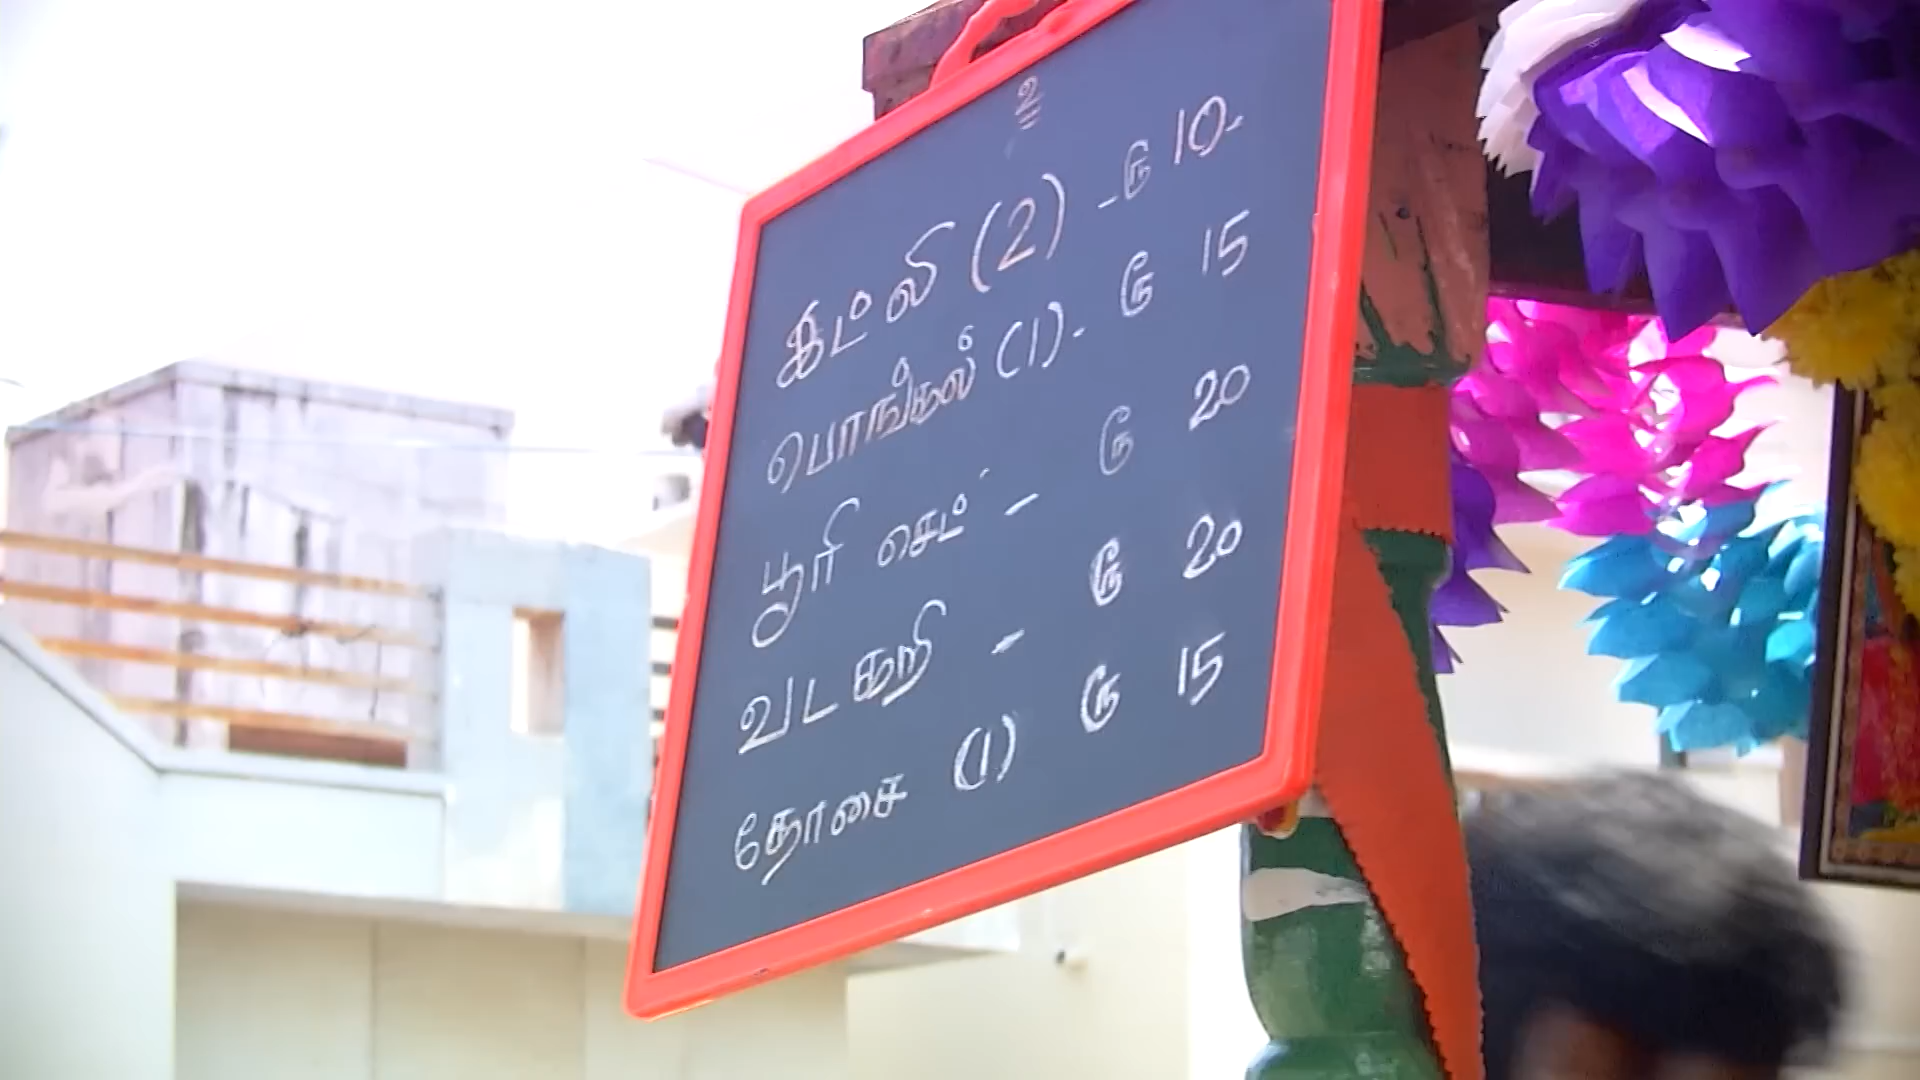 உ
இட்லி (2) - ரூ 10-
பொங்கல் (1) - ரூ 15
பூரி செட் - ரூ 20
வடகறி - ரூ 20
தோசை (1) ரூ 15